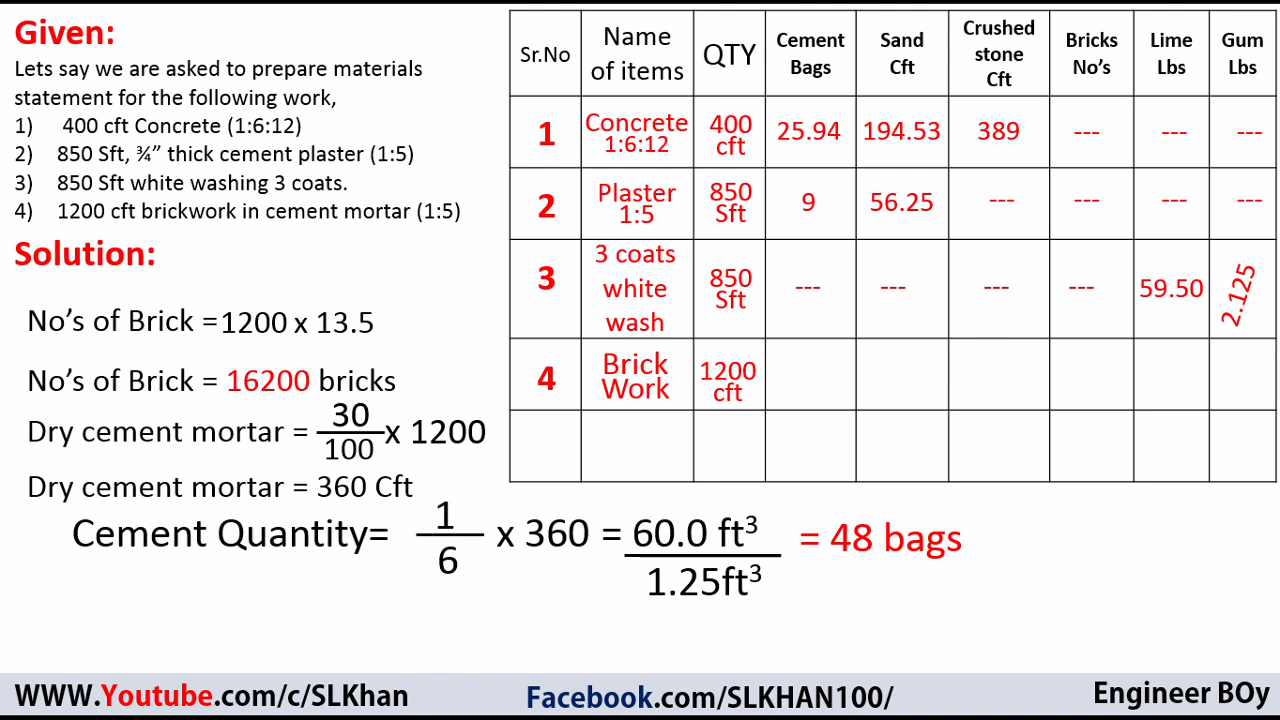 Given:
Lets say we are asked to prepare materials
statement for the following work,
1) 400 cft Concrete (1:6:12)
2) 850 Sft, ¾” thick cement plaster (1:5)
3) 850 Sft white washing 3 coats.
4) 1200 cft brickwork in cement mortar (1:5)
Solution:
No’s of Brick =1200 x 13.5
No’s of Brick = 16200 bricks
Dry cement mortar = 30/100 x 1200
Dry cement mortar = 360 Cft
Cement Quantity= 1/6 x 360 = 60.0 ft³/1.25ft³ = 48 bags
Sr.No Name of items QTY Cement Bags Sand Cft Crushed stone Cft Bricks No’s Lime Lbs Gum Lbs
1 Concrete 1:6:12 400 cft 25.94 194.53 389 --- --- ---
2 Plaster 1:5 850 Sft 9 56.25 --- --- --- ---
3 3 coats white wash 850 Sft --- --- --- --- 59.50 2.125
4 Brick Work 1200 cft
WWW.Youtube.com/c/SLKhan
Facebook.com/SLKHAN100/
Engineer BOy